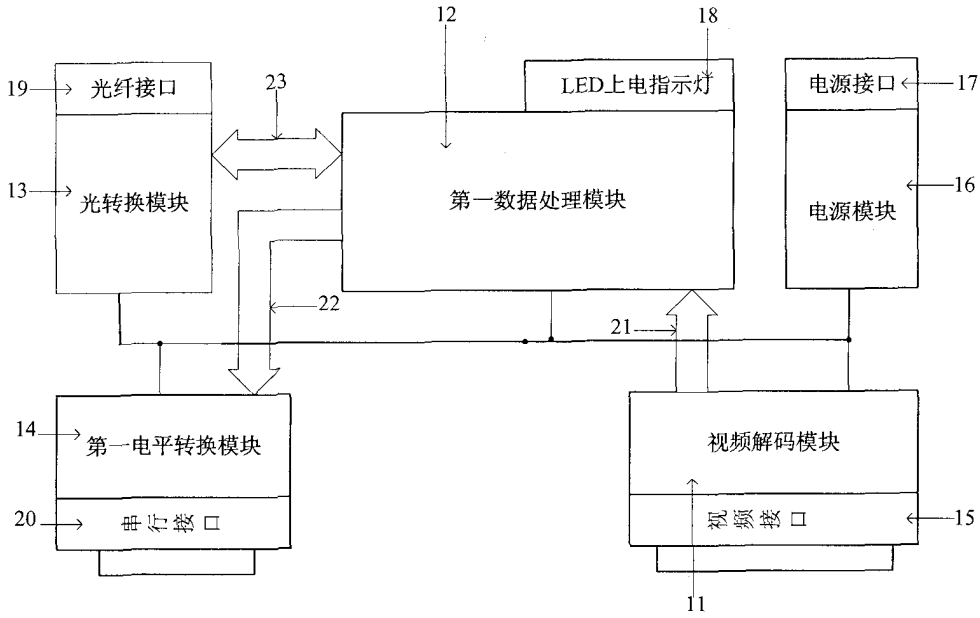 12
18
19
光纤接口
23
LED上电指示灯
电源接口
17
13
光转换模块
第一数据处理模块
电源模块
16
22
21
14
第一电平转换模块
视频解码模块
20
串行接口
视频接口
15
11